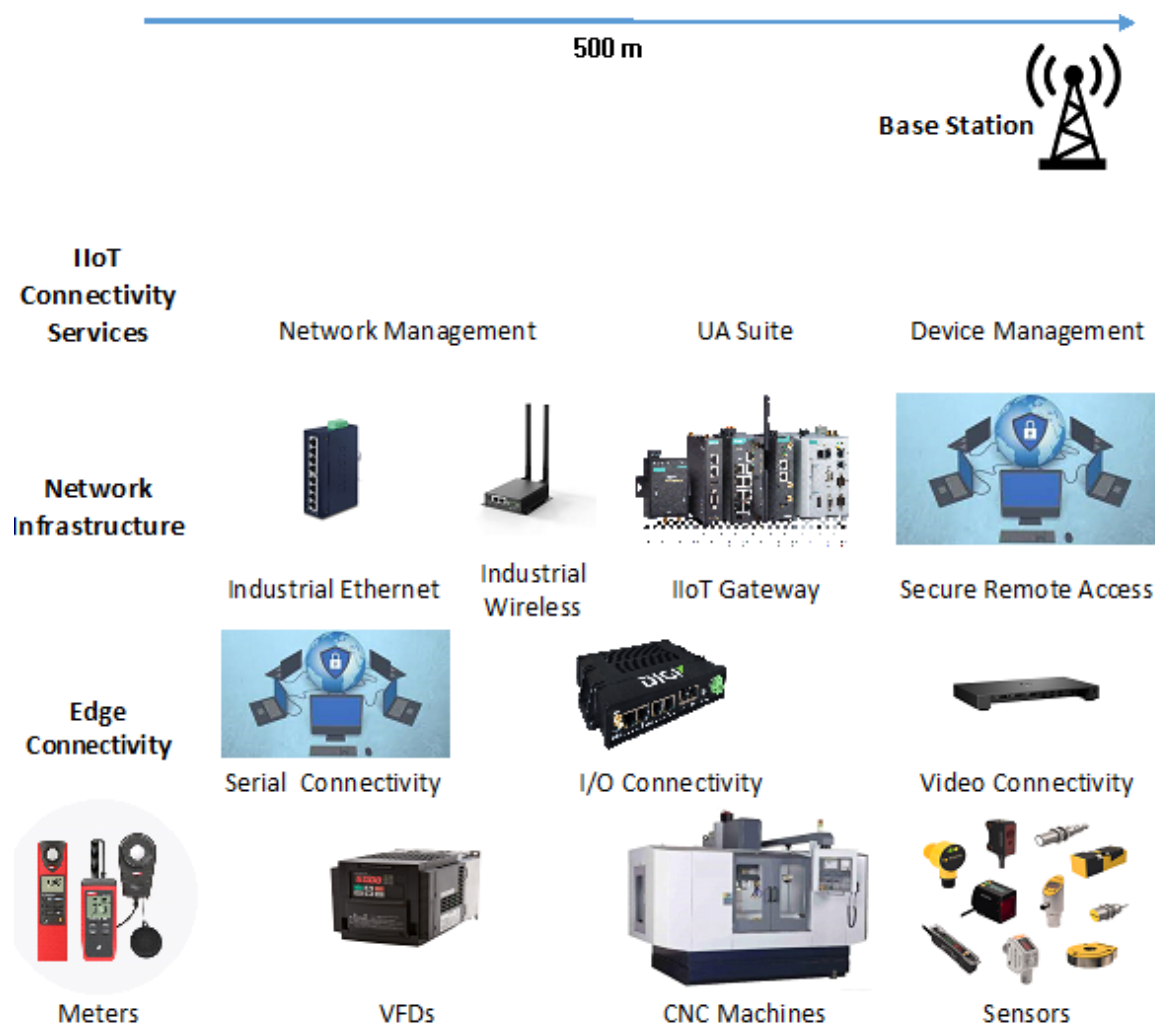 500 m
Base Station
IIoT
Connectivity
Services
Network Management
UA Suite
Device Management
Network
Infrastructure
Industrial Ethernet
Industrial
Wireless
IIoT Gateway
Secure Remote Access
Edge
Connectivity
DIGI
Serial Connectivity
I/O Connectivity
Video Connectivity
Meters
VFDs
CNC Machines
Sensors